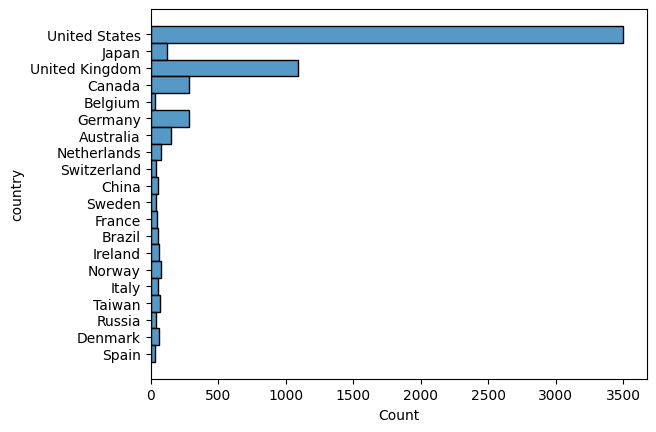 country
United States
Japan
United Kingdom
Canada
Belgium
Germany
Australia
Netherlands
Switzerland
China
Sweden
France
Brazil
Ireland
Norway
Italy
Taiwan
Russia
Denmark
Spain
0 500 1000 1500 2000 2500 3000 3500
Count